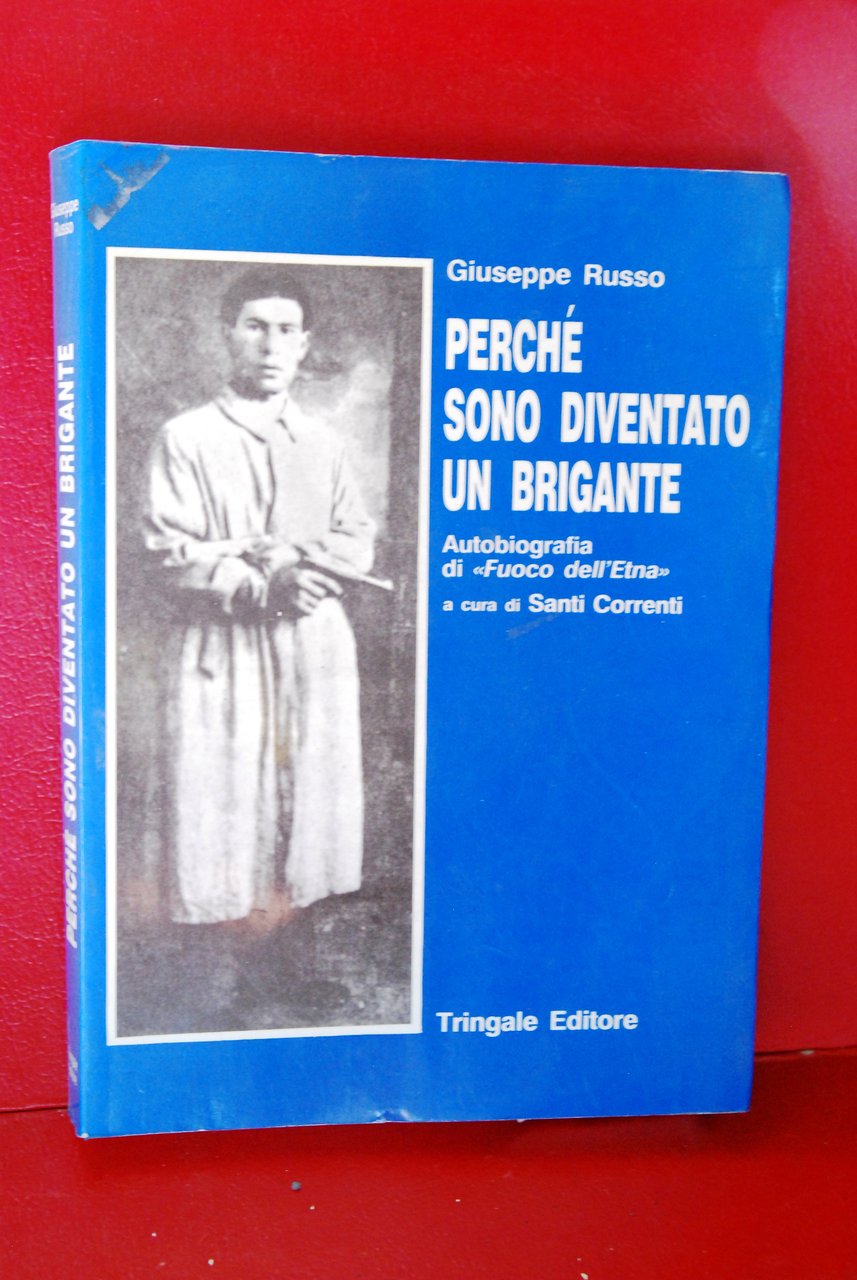 Giuseppe
Russo
PERCHÉ SONO DIVENTATO UN BRIGANTE
Giuseppe Russo
PERCHÉ
SONO DIVENTATO
UN BRIGANTE
Autobiografia
di «Fuoco dell'Etna»
a cura di Santi Correnti
Tringale Editore